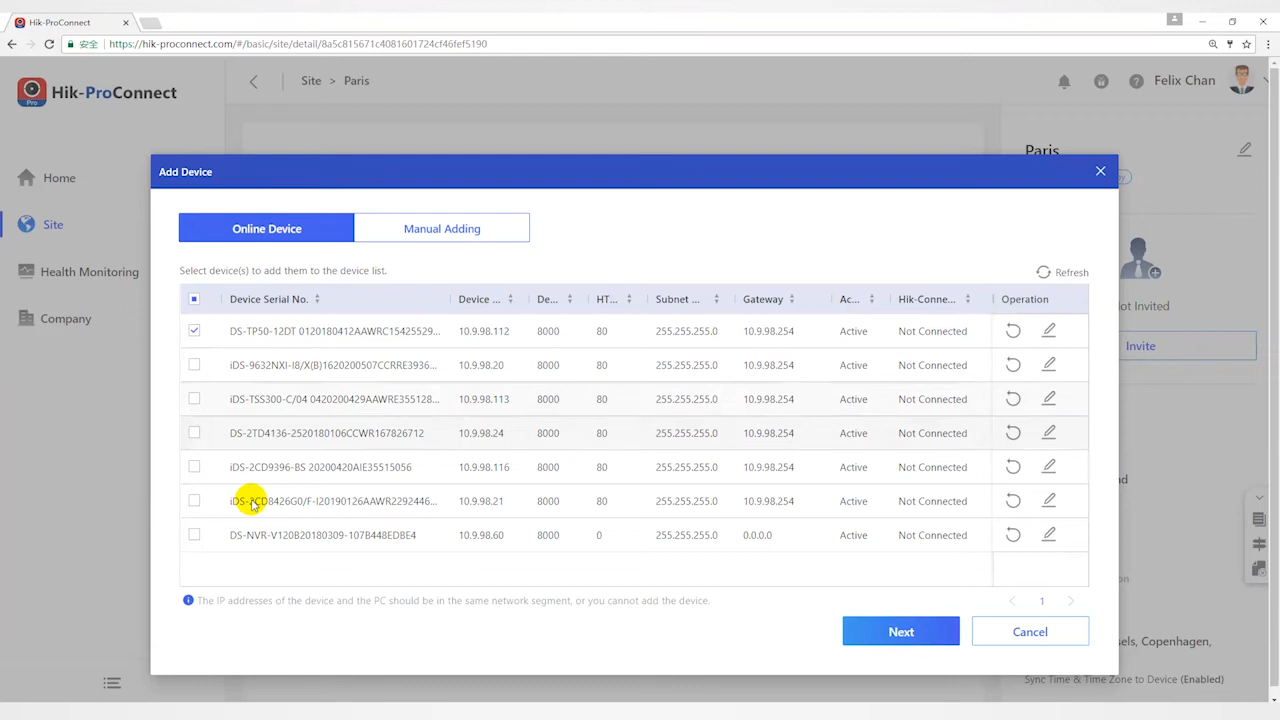 Hik-ProConnect
安全 https://hik-proconnect.com/#/basic/site/detail/8a5c815671c4081601724cf46fef5190
Hik-ProConnect
Pro
Site > Paris
Felix Chan
Home
Site
Health Monitoring
Company
Paris
Add Device
Online Device
Manual Adding
Select device(s) to add them to the device list.
Refresh
Device Serial No. Device ... De... HT... Subnet ... Gateway Ac... Hik-Conne... Operation
DS-TP50-12DT 0120180412AAWRC15425529... 10.9.98.112 8000 80 255.255.255.0 10.9.98.254 Active Not Connected
iDS-9632NXI-I8/X(B)1620200507CCRRE3936... 10.9.98.20 8000 80 255.255.255.0 10.9.98.254 Active Not Connected
iDS-TSS300-C/04 0420200429AAWRE355128... 10.9.98.113 8000 80 255.255.255.0 10.9.98.254 Active Not Connected
DS-2TD4136-2520180106CCWR167826712 10.9.98.24 8000 80 255.255.255.0 10.9.98.254 Active Not Connected
iDS-2CD9396-BS 20200420AIE35515056 10.9.98.116 8000 80 255.255.255.0 10.9.98.254 Active Not Connected
iDS-2CD8426G0/F-I20190126AAWR2292446... 10.9.98.21 8000 80 255.255.255.0 10.9.98.254 Active Not Connected
DS-NVR-V120B20180309-107B448EDBE4 10.9.98.60 8000 0 255.255.255.0 0.0.0.0 Active Not Connected
The IP addresses of the device and the PC should be in the same network segment, or you cannot add the device.
1
Next
Cancel
ot Invited
Invite
d
on
sels, Copenhagen,
Sync Time & Time Zone to Device (Enabled)